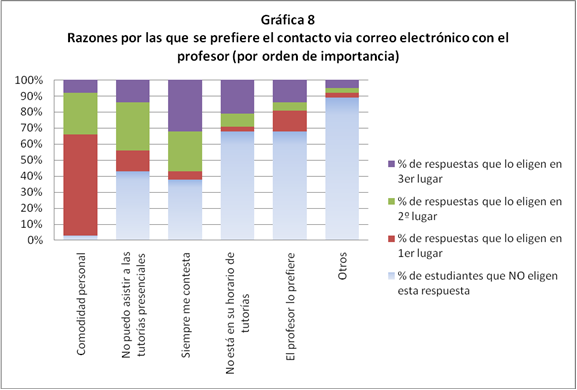 Gráfica 8
Razones por las que se prefiere el contacto via correo electrónico con el
profesor (por orden de importancia)
100%
90%
80%
70%
60%
50%
40%
30%
20%
10%
0%
Comodidad personal
No puedo asistir a las
tutorías presenciales
Siempre me contesta
No está en su horario de
tutorías
El profesor lo prefiere
Otros
% de respuestas que lo eligen en
3er lugar
% de respuestas que lo eligen en
2º lugar
% de respuestas que lo eligen en
1er lugar
% de estudiantes que NO eligen
esta respuesta